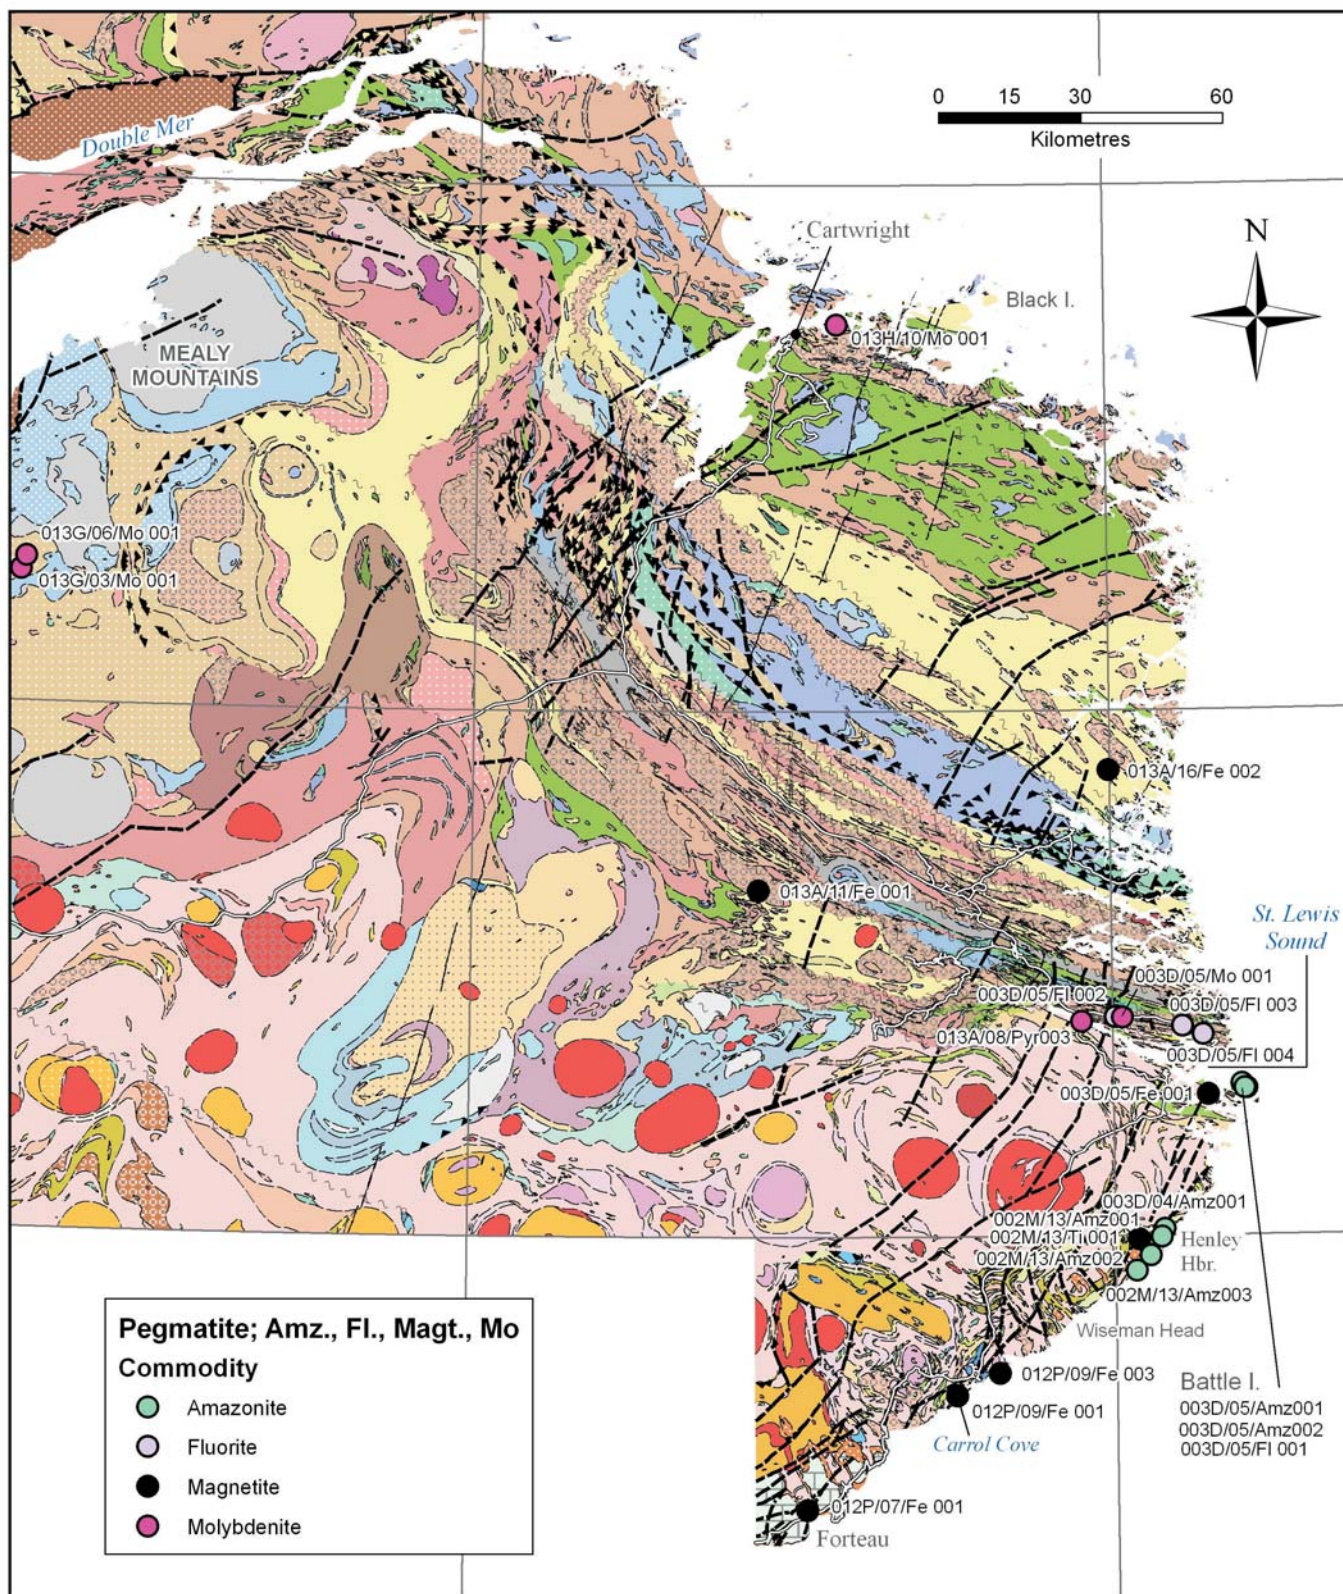 0 15 30 60
Kilometres
Double Mer
Cartwright
N
Black I.
013H/10/Mo 001
MEALY
MOUNTAINS
013G/06/Mo 001
013G/03/Mo 001
013A/16/Fe 002
013A/11/Fe 001
St. Lewis
Sound
003D/05/Mo 001
003D/05/Fl 002
003D/05/Fl 003
013A/08/Pyr003
003D/05/Fl 004
003D/05/Fe 001
003D/04/Amz001
002M/13/Amz001
002M/13/Ti 001
002M/13/Amz002
Henley
Hbr.
002M/13/Amz003
Wiseman Head
012P/09/Fe 003
012P/09/Fe 001
Carrol Cove
Battle I.
003D/05/Amz001
003D/05/Amz002
003D/05/Fl 001
012P/07/Fe 001
Forteau
Pegmatite; Amz., Fl., Magt., Mo
Commodity
Amazonite
Fluorite
Magnetite
Molybdenite